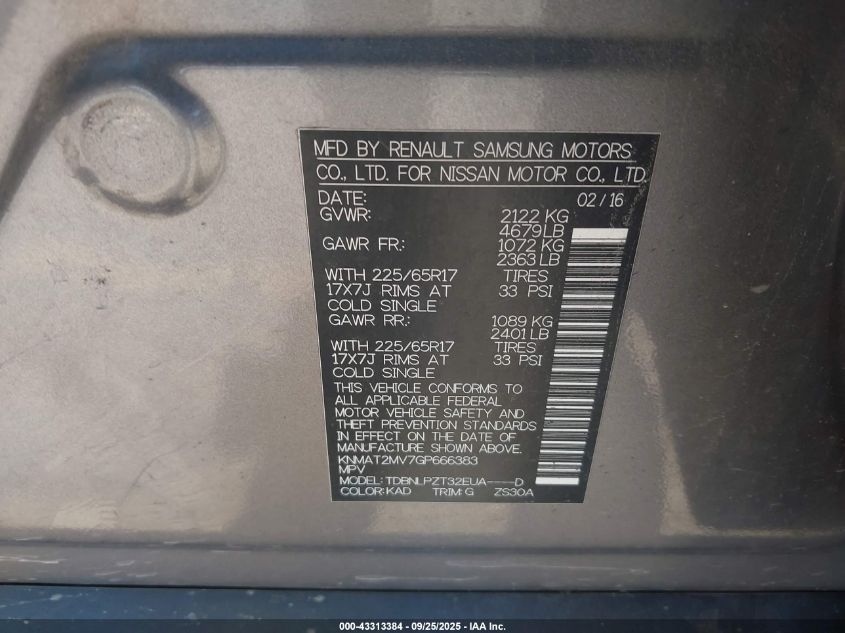 MFD BY RENAULT SAMSUNG MOTORS
CO., LTD. FOR NISSAN MOTOR CO., LTD.
DATE: 02/16
GVWR: 2122 KG
4679 LB
GAWR FR.: 1072 KG
2363 LB
WITH 225/65R17 TIRES
17X7J RIMS AT 33 PSI
COLD SINGLE
GAWR RR.: 1089 KG
2401 LB
WITH 225/65R17 TIRES
17X7J RIMS AT 33 PSI
COLD SINGLE
THIS VEHICLE CONFORMS TO
ALL APPLICABLE FEDERAL
MOTOR VEHICLE SAFETY AND
THEFT PREVENTION STANDARDS
IN EFFECT ON THE DATE OF
MANUFACTURE SHOWN ABOVE.
KNMAT2MV7GP666383
MPV
MODEL: TDBNLPZT32EUA----D
COLOR: KAD TRIM: G ZS30A
000-43313384 - 09/25/2025 - IAA Inc.